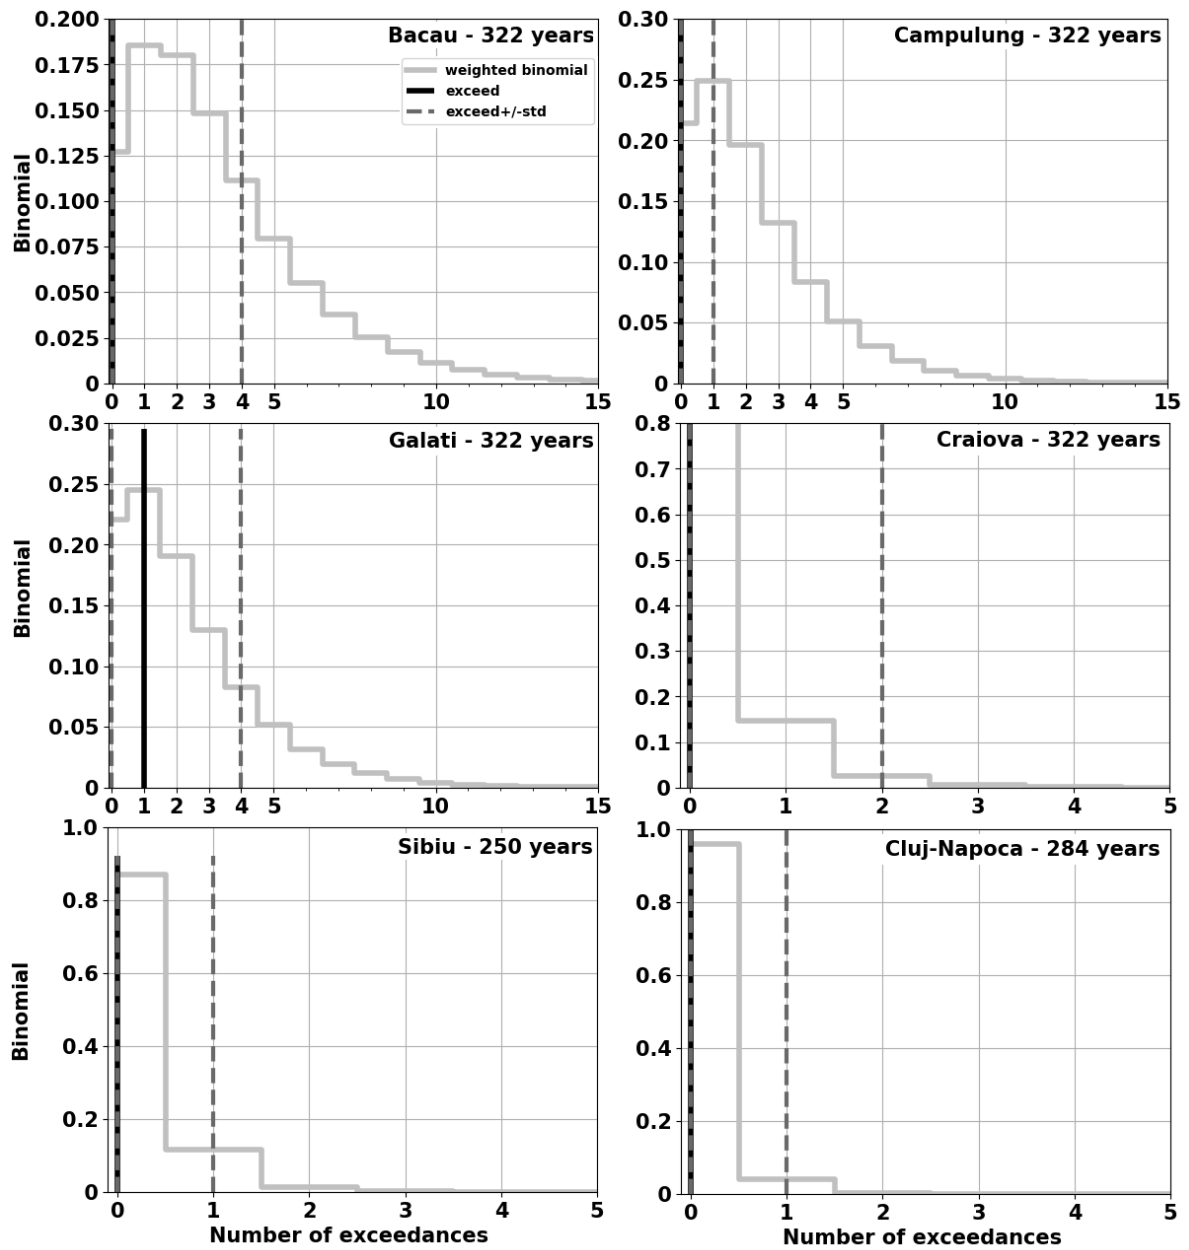 Bacau - 322 years
weighted binomial
exceed
exceed+/-std
Binomial
0.200
0.175
0.150
0.125
0.100
0.075
0.050
0.025
0
0 1 2 3 4 5 10 15
Campulung - 322 years
0.30
0.25
0.20
0.15
0.10
0.05
0
0 1 2 3 4 5 10 15
Galati - 322 years
Binomial
0.30
0.25
0.20
0.15
0.10
0.05
0
0 1 2 3 4 5 10 15
Craiova - 322 years
0.8
0.7
0.6
0.5
0.4
0.3
0.2
0.1
0
0 1 2 3 4 5
Sibiu - 250 years
Binomial
1.0
0.8
0.6
0.4
0.2
0
0 1 2 3 4 5
Number of exceedances
Cluj-Napoca - 284 years
1.0
0.8
0.6
0.4
0.2
0
0 1 2 3 4 5
Number of exceedances